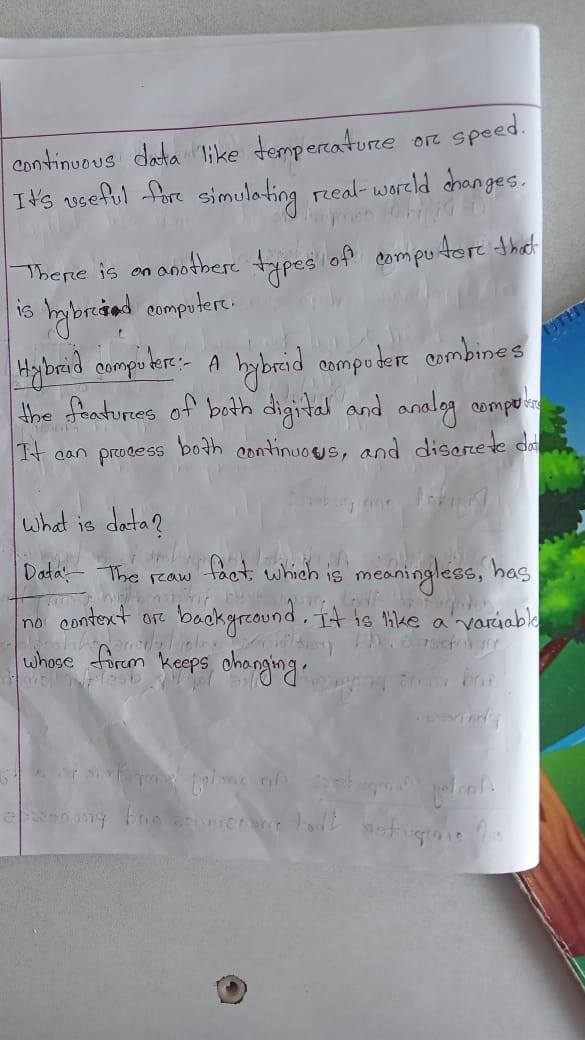 continuous data like temperature or speed.
It's useful for simulating real-world changes.
There is an another types of computer that
is hybrid computer.
Hybrid computer:- A hybrid computer combines
the features of both digital and analog computers
It can process both continuous, and discrete dat
What is data?
Data:- The raw fact, which is meaningless, has
no context or background. It is like a variable
whose form keeps changing.